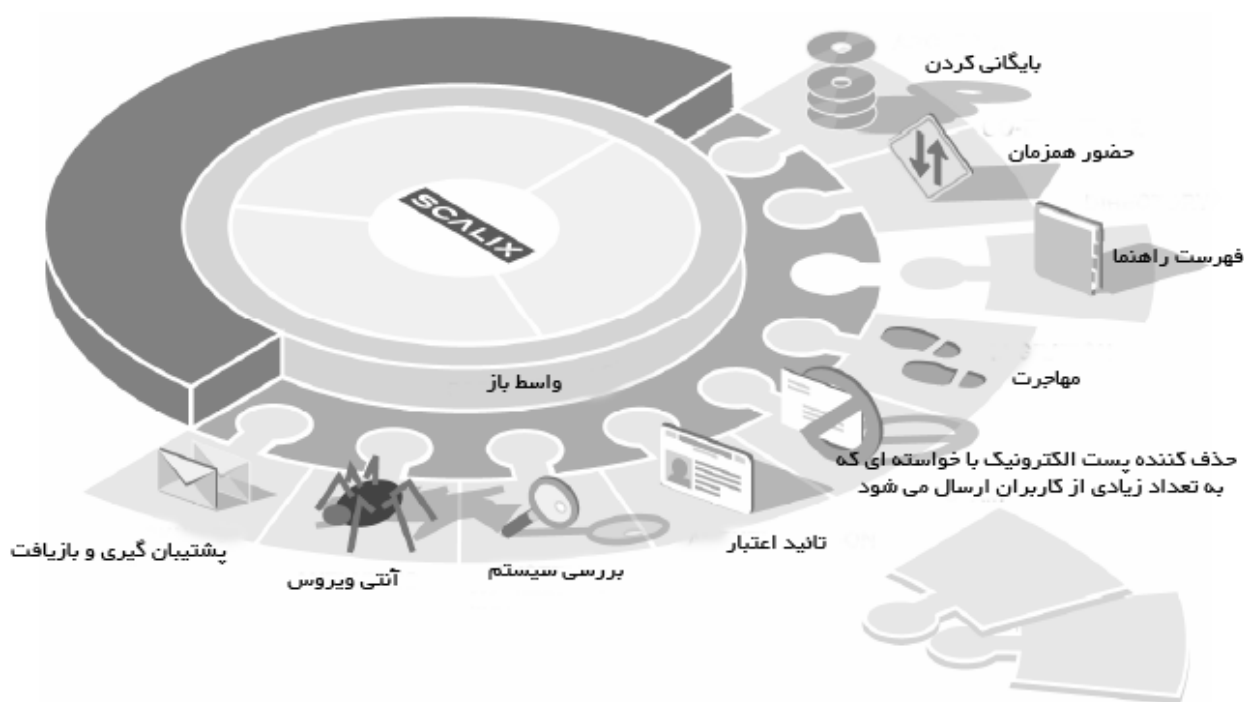 بایگانی کردن
حضور همزمان
فهرست راهنما
مهاجرت
حذف کننده پست الکترونیک با خواسته ای که
به تعداد زیادی از کاربران ارسال می شود
تائید اعتبار
بررسی سیستم
آنتی ویروس
پشتیبان گیری و بازیافت
واسط باز
SCALIX